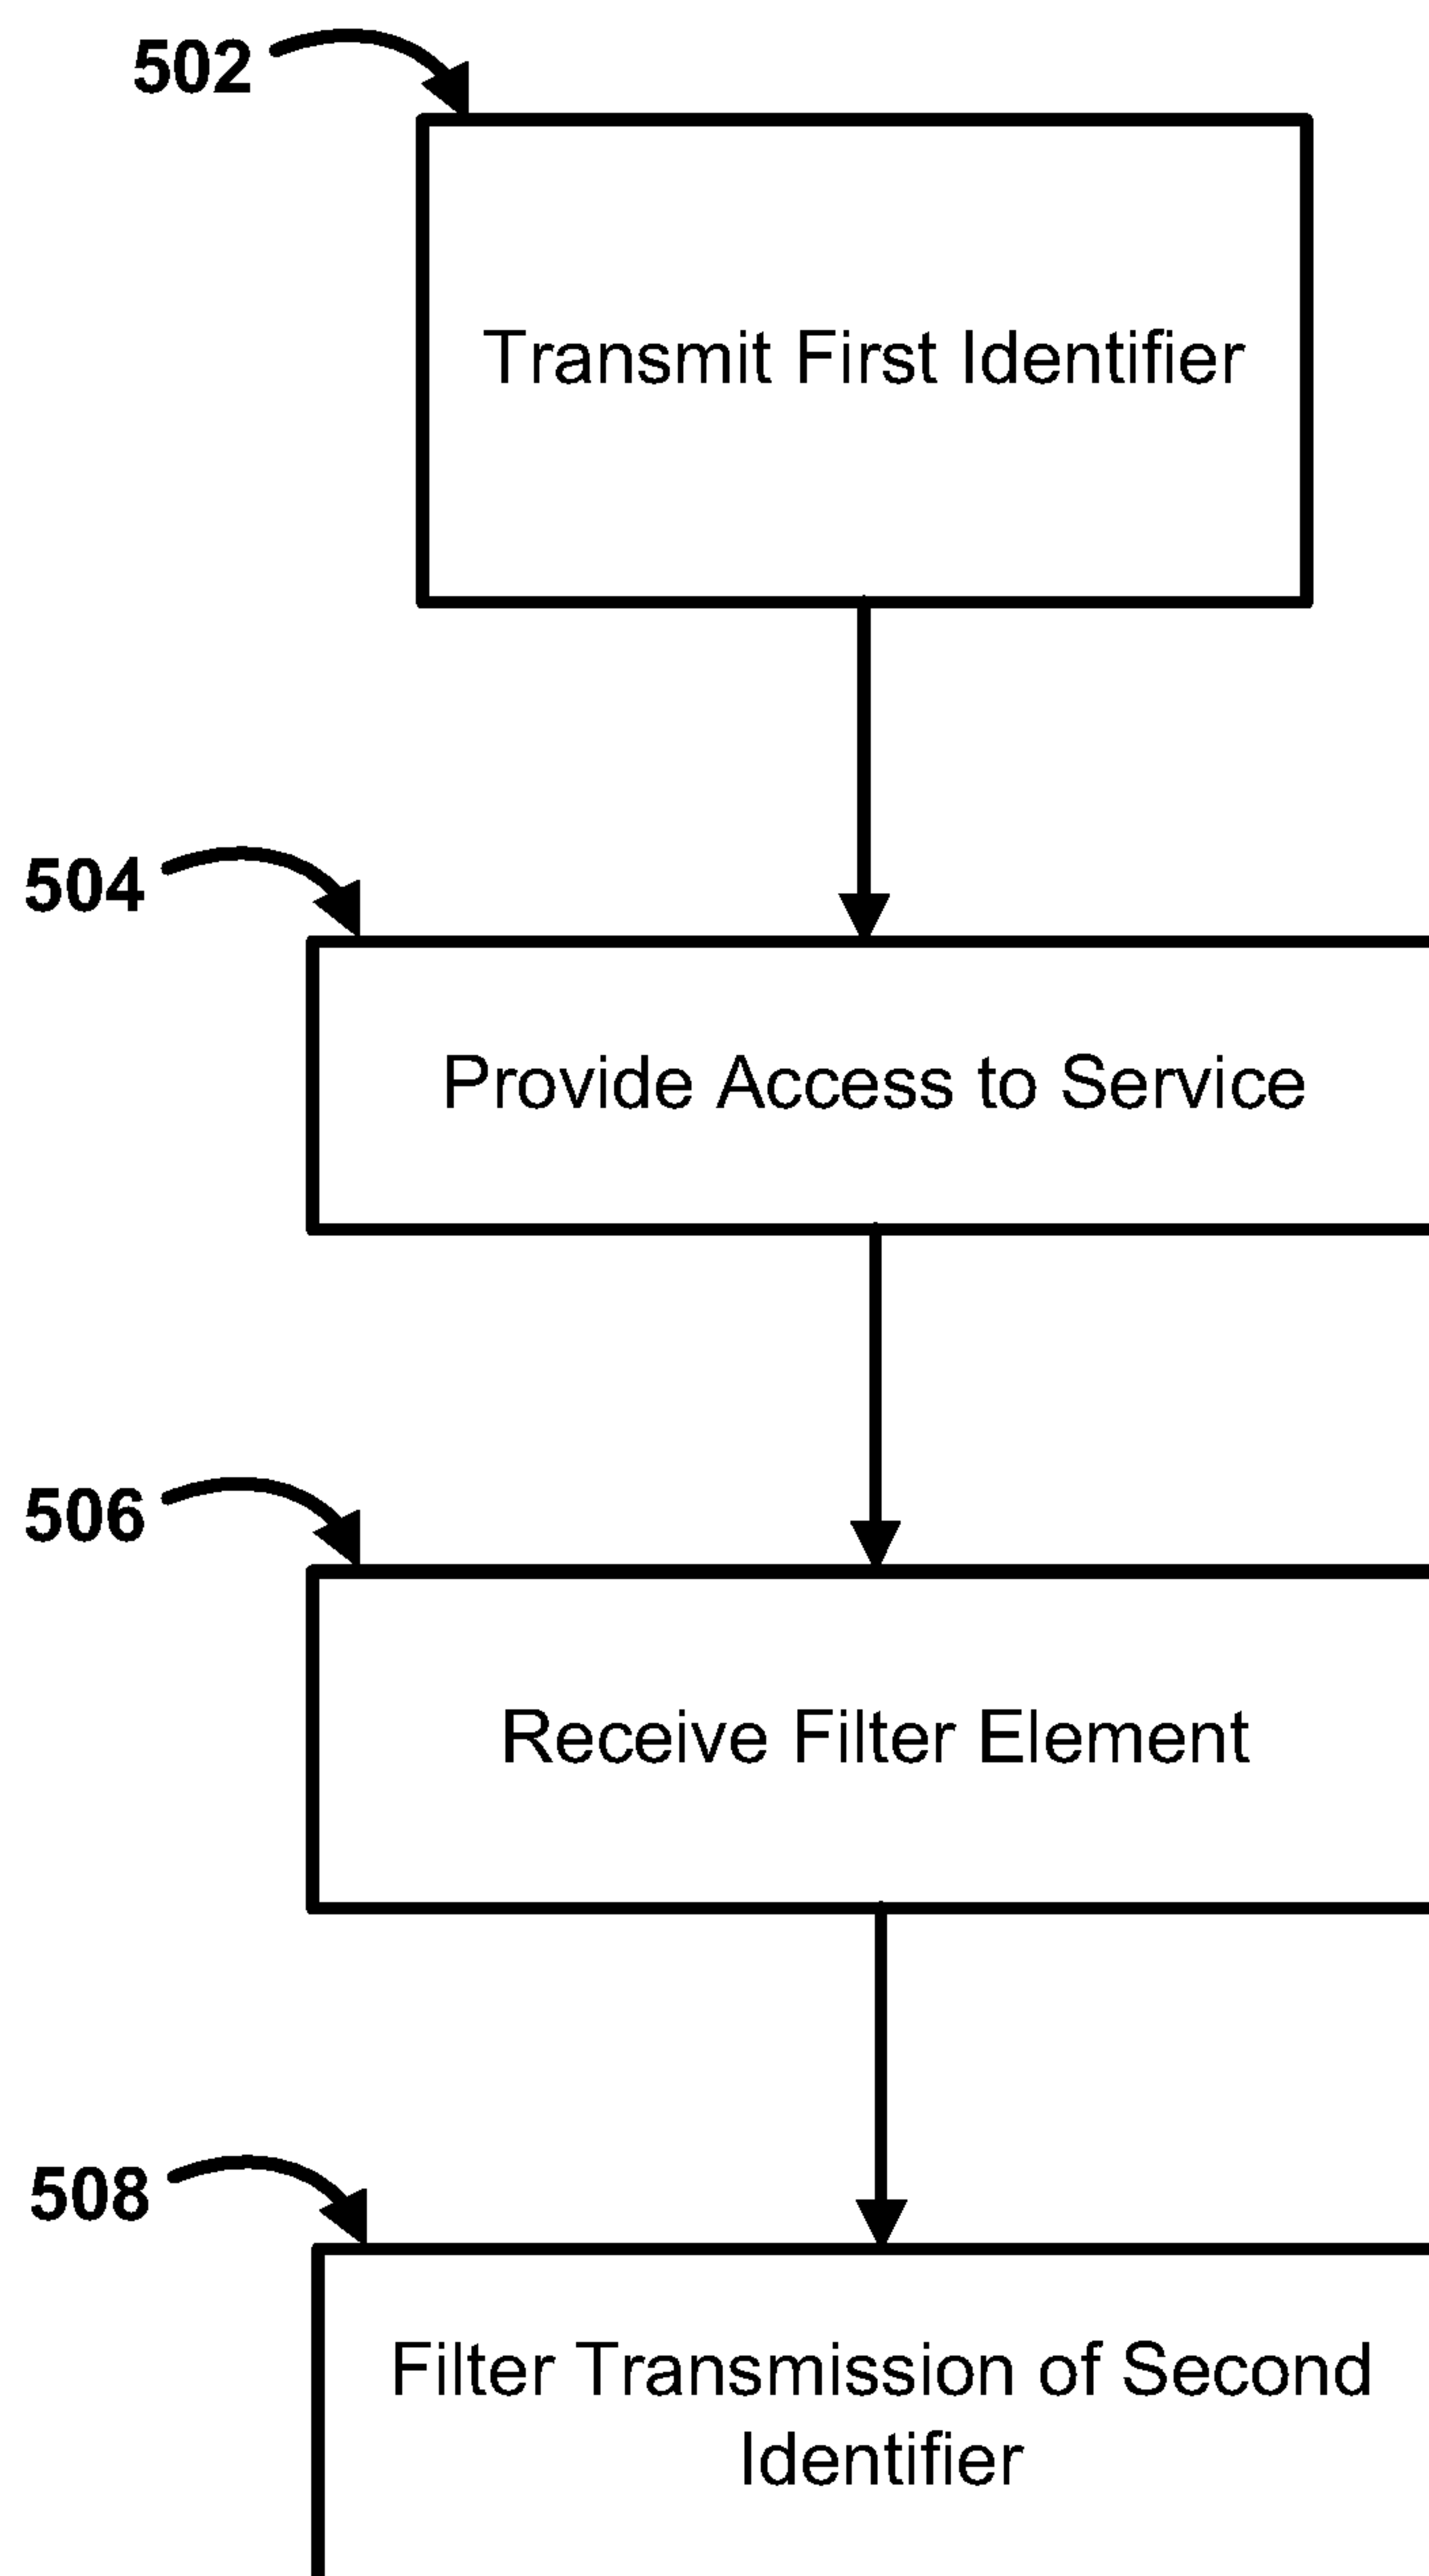 502
Transmit First Identifier
504
Provide Access to Service
506
Receive Filter Element
508
Filter Transmission of Second
Identifier